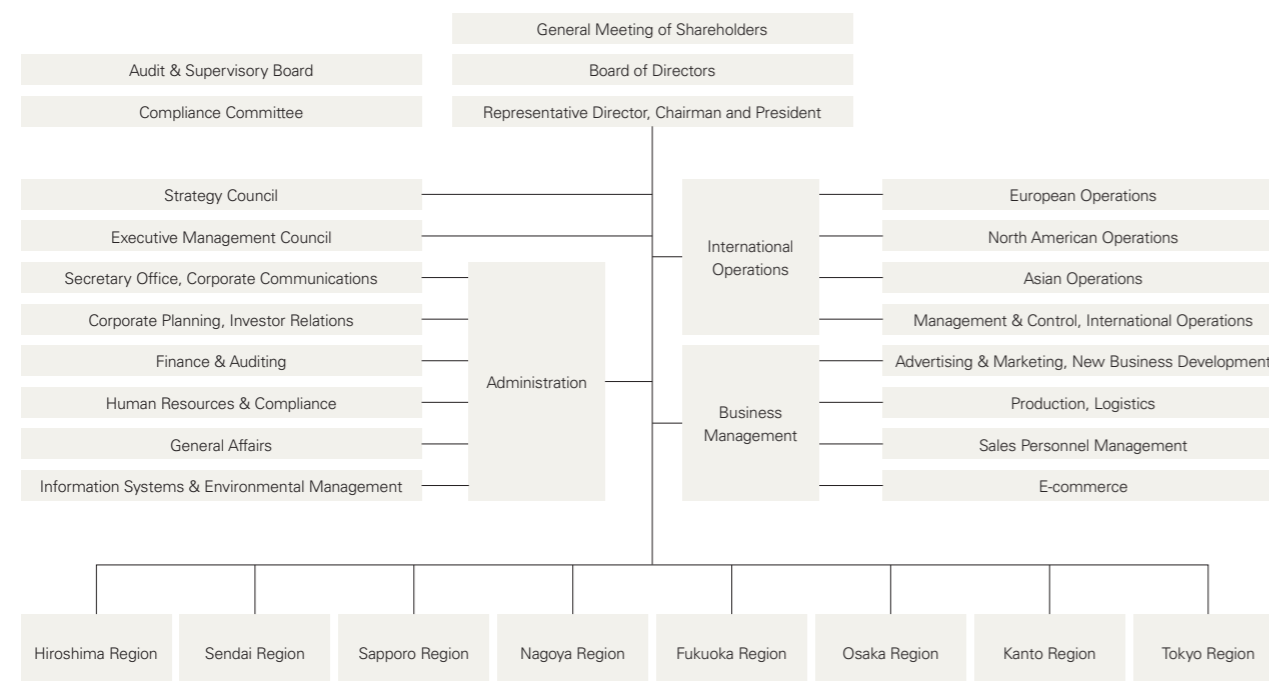 General Meeting of Shareholders
Audit & Supervisory Board
Board of Directors
Compliance Committee
Representative Director, Chairman and President
Strategy Council
Executive Management Council
Secretary Office, Corporate Communications
Corporate Planning, Investor Relations
Finance & Auditing
Human Resources & Compliance
General Affairs
Information Systems & Environmental Management
Administration
International
Operations
European Operations
North American Operations
Asian Operations
Management & Control, International Operations
Business
Management
Advertising & Marketing, New Business Development
Production, Logistics
Sales Personnel Management
E-commerce
Hiroshima Region
Sendai Region
Sapporo Region
Nagoya Region
Fukuoka Region
Osaka Region
Kanto Region
Tokyo Region